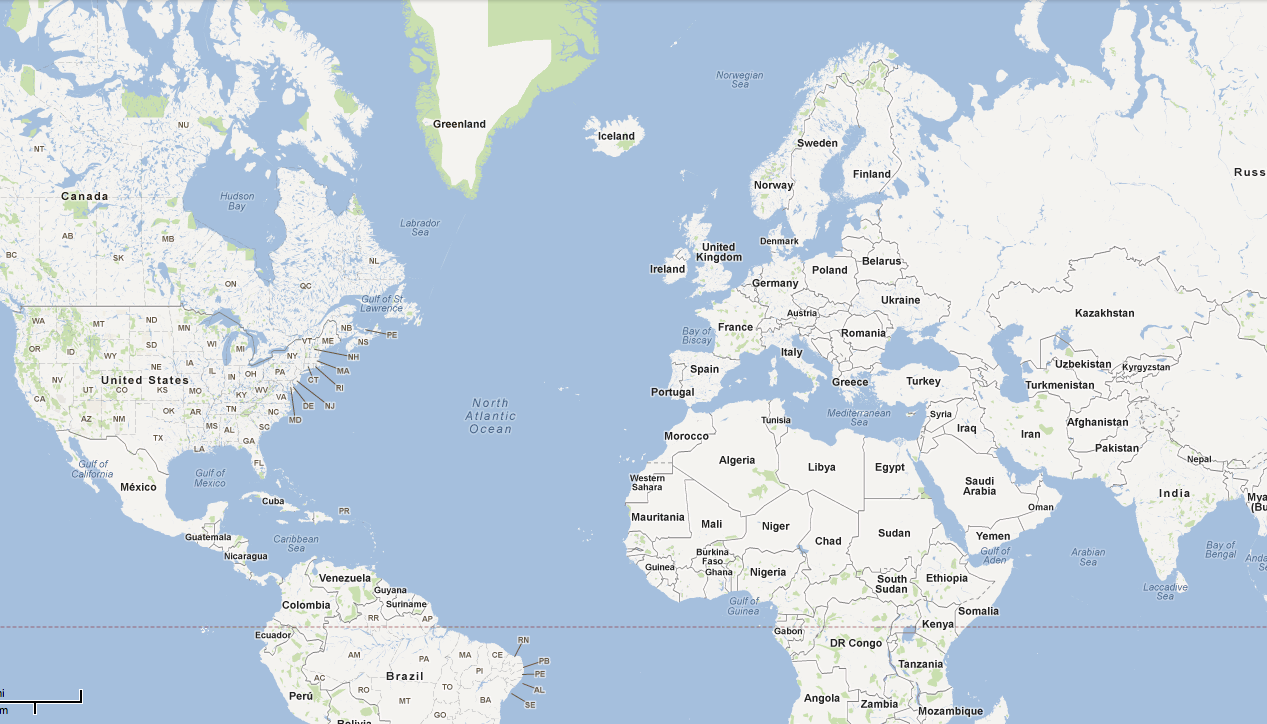 Norwegian
Sea
Greenland
Iceland
NU
NT
Sweden
Finland
Norway
Russ
Canada
Hudson
Bay
Labrador
Sea
AB
MB
SK
BC
NL
ON
QC
Denmark
United
Kingdom
Ireland
Belarus
Poland
Germany
Gulf of St
Lawrence
Ukraine
Austria
Kazakhstan
WA
MT
ND
MN
NB
PE
ME
NS
VT
France
Romania
Bay of
Biscay
OR
ID
WY
SD
WI
MI
NY
NH
MA
Italy
Spain
Uzbekistan
Kyrgyzstan
NE
IA
IL
IN
OH
PA
CT
RI
United States
NV
UT
CO
KS
MO
KY
WV
VA
DE
NJ
MD
Portugal
Greece
Turkey
Turkmenistan
CA
AZ
NM
OK
AR
TN
NC
SC
North
Atlantic
Ocean
Tunisia
Mediterranean
Sea
Syria
Iraq
Iran
Afghanistan
Pakistan
Morocco
TX
MS
AL
GA
LA
FL
Algeria
Libya
Egypt
Nepal
Gulf of
California
México
Gulf of
Mexico
Western
Sahara
Saudi
Arabia
India
Oman
Mya
(Bu
Cuba
PR
Mauritania
Mali
Niger
Chad
Sudan
Yemen
Guatemala
Caribbean
Sea
Nicaragua
Burkina
Faso
Guinea
Ghana
Nigeria
Gulf of
Aden
Arabian
Sea
Bay of
Bengal
Anda
Se
Venezuela
Guyana
Suriname
South
Sudan
Ethiopia
Laccadive
Sea
Colombia
Gulf of
Guinea
Somalia
RR
AP
Ecuador
Gabon
Kenya
DR Congo
RN
AM
PA
MA
CE
PB
PI
PE
Tanzania
AC
Brazil
Perú
RO
TO
AL
MT
BA
SE
Angola
Zambia
Mozambique
GO
Bolivia
mi
m